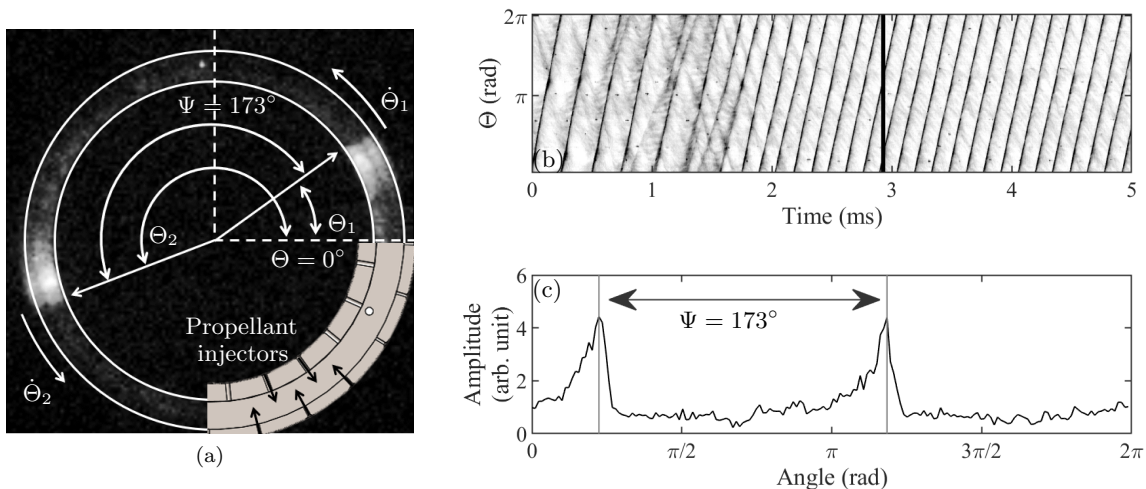 Ψ = 173°
Θ̇₁
Θ₁
Θ₂
Θ = 0°
Propellant
injectors
Θ̇₂
(a)
2π
π
Θ (rad)
(b)
0 1 2 3 4 5
Time (ms)
6
4
2
0
Amplitude
(arb. unit)
(c)
Ψ = 173°
0 π/2 π 3π/2 2π
Angle (rad)